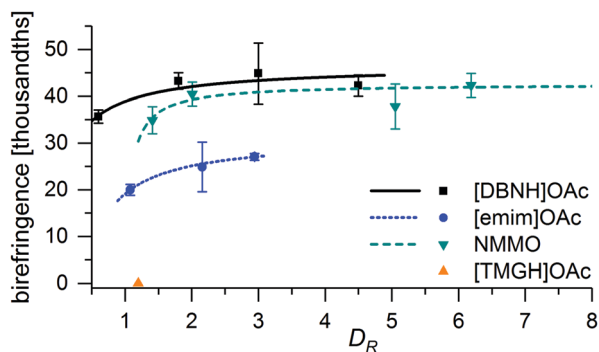 birefringence [thousandths]
50
40
30
20
10
0
1 2 3 4 5 6 7 8
D_R
[DBNH]OAc
[emim]OAc
NMMO
[TMGH]OAc